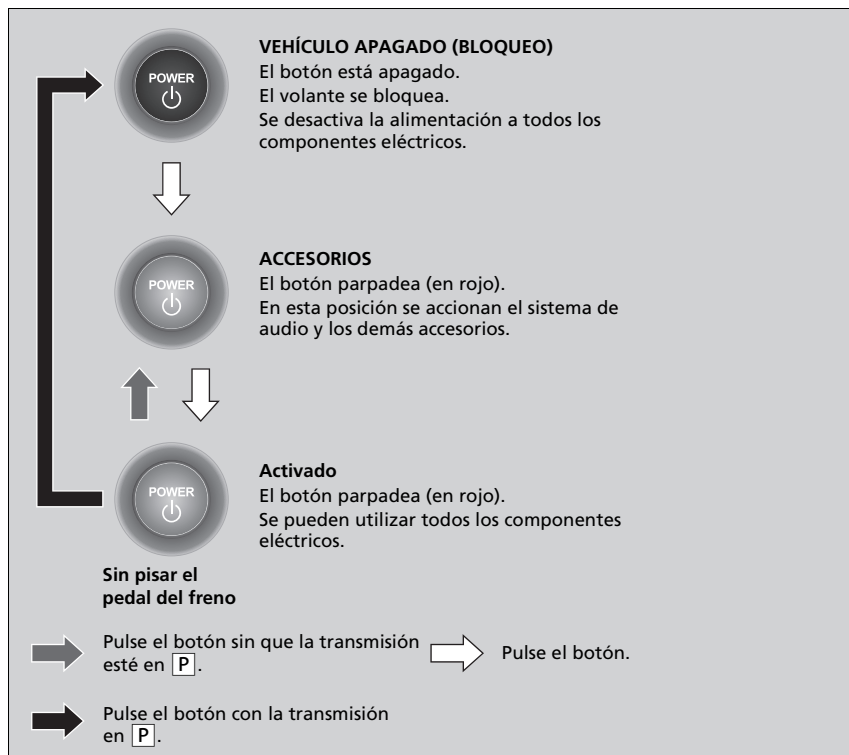 VEHÍCULO APAGADO (BLOQUEO)
POWER
El botón está apagado.
El volante se bloquea.
Se desactiva la alimentación a todos los
componentes eléctricos.
ACCESORIOS
POWER
El botón parpadea (en rojo).
En esta posición se accionan el sistema de
audio y los demás accesorios.
Activado
POWER
El botón parpadea (en rojo).
Se pueden utilizar todos los componentes
eléctricos.
Sin pisar el
pedal del freno
Pulse el botón sin que la transmisión
esté en P.
Pulse el botón.
Pulse el botón con la transmisión
en P.